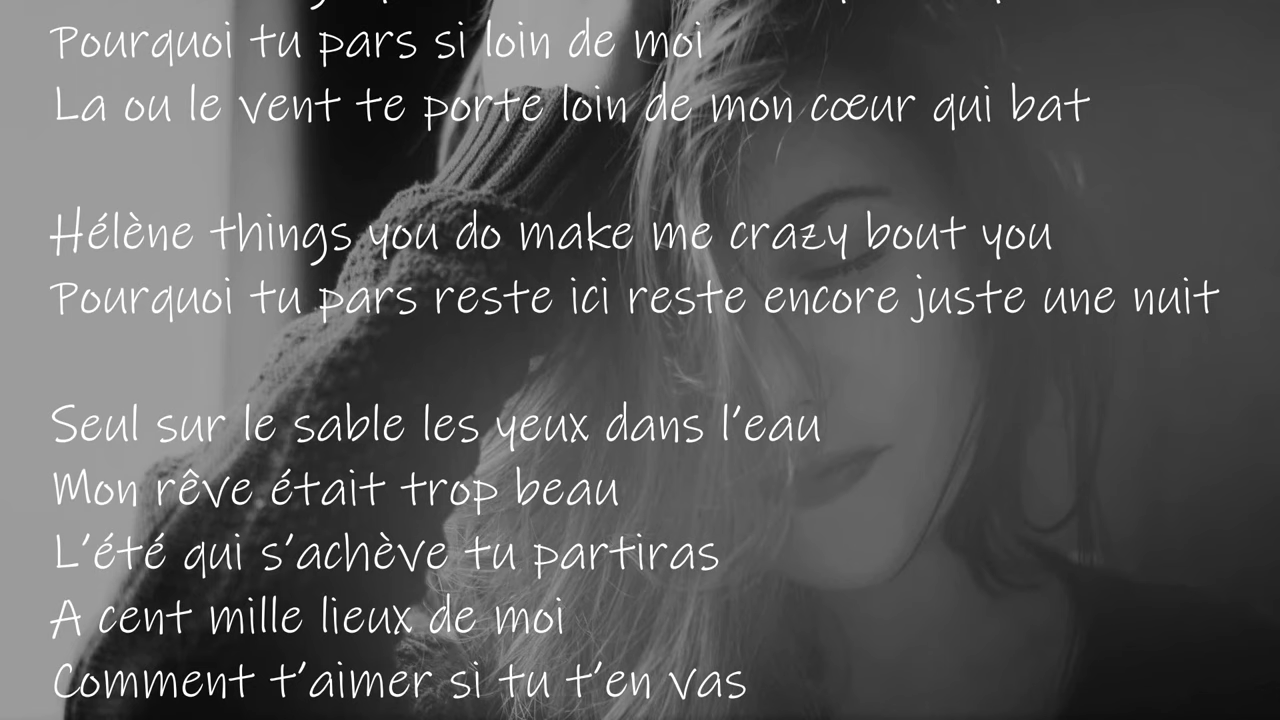 Pourquoi tu pars si loin de moi
La ou le vent te porte loin de mon cœur qui bat
Hélène things you do make me crazy bout you
Pourquoi tu pars reste ici reste encore juste une nuit
Seul sur le sable les yeux dans l'eau
Mon rêve était trop beau
L'été qui s'achève tu partiras
A cent mille lieux de moi
Comment t'aimer si tu t'en vas